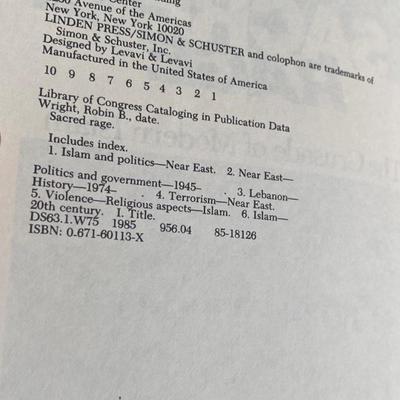 Center
Avenue of the Americas
New York, New York 10020
LINDEN PRESS/SIMON & SCHUSTER and colophon are trademarks of
Simon & Schuster, Inc.
Designed by Levavi & Levavi
Manufactured in the United States of America
10 9 8 7 6 5 4 3 2 1
Library of Congress Cataloging in Publication Data
Wright, Robin B., date.
Sacred rage.
Includes index.
1. Islam and politics—Near East. 2. Near East—
Politics and government—1945- . 3. Lebanon—
History—1974- . 4. Terrorism—Near East.
5. Violence—Religious aspects—Islam. 6. Islam—
20th century. I. Title.
DS63.1.W75 1985 956.04 85-18126
ISBN: 0-671-60113-X